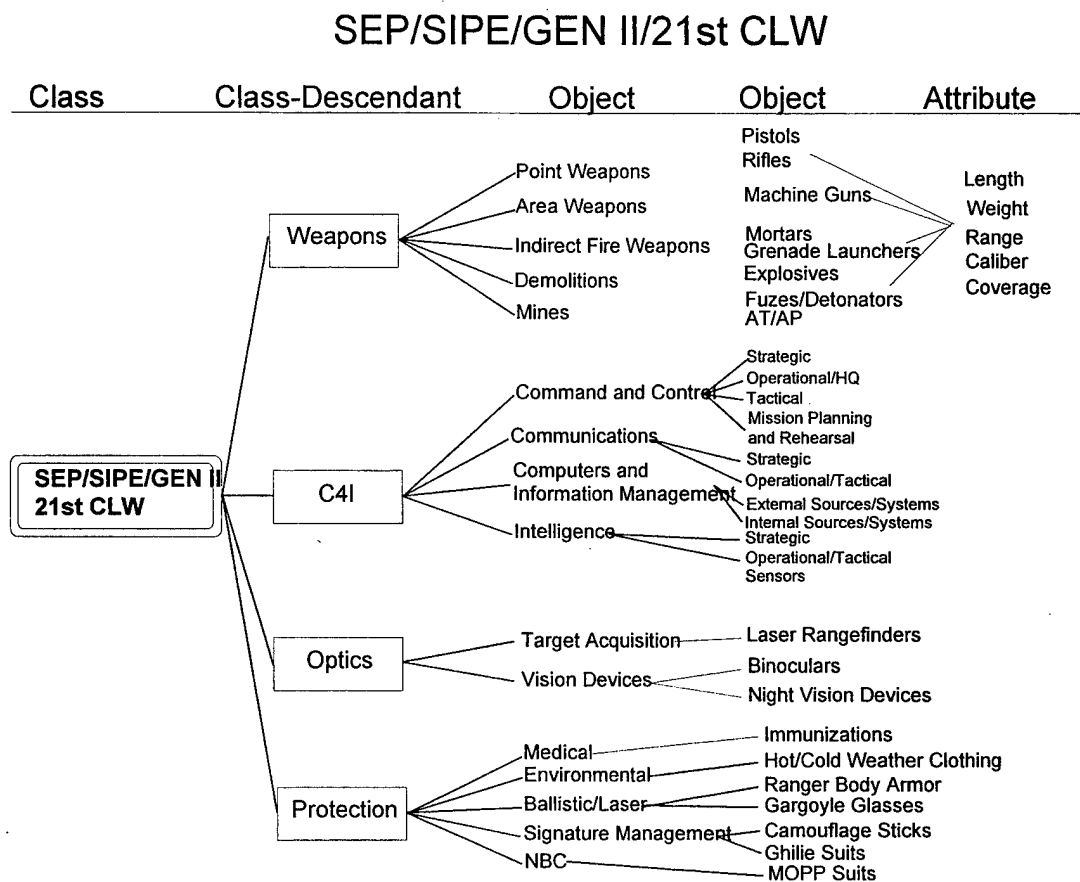 SEP/SIPE/GEN II/21st CLW
Class Class-Descendant Object Object Attribute
Pistols
Rifles
Machine Guns
Mortars
Grenade Launchers
Explosives
Fuzes/Detonators
AT/AP
Length
Weight
Range
Caliber
Coverage
Weapons
Point Weapons
Area Weapons
Indirect Fire Weapons
Demolitions
Mines
SEP/SIPE/GEN II
21st CLW
C4I
Command and Control
Strategic
Operational/HQ
Tactical
Mission Planning
and Rehearsal
Communications
Strategic
Operational/Tactical
Computers and
Information Management
External Sources/Systems
Internal Sources/Systems
Intelligence
Strategic
Operational/Tactical
Sensors
Optics
Target Acquisition
Laser Rangefinders
Vision Devices
Binoculars
Night Vision Devices
Protection
Medical
Immunizations
Environmental
Hot/Cold Weather Clothing
Ballistic/Laser
Ranger Body Armor
Gargoyle Glasses
Signature Management
Camouflage Sticks
Ghilie Suits
NBC
MOPP Suits